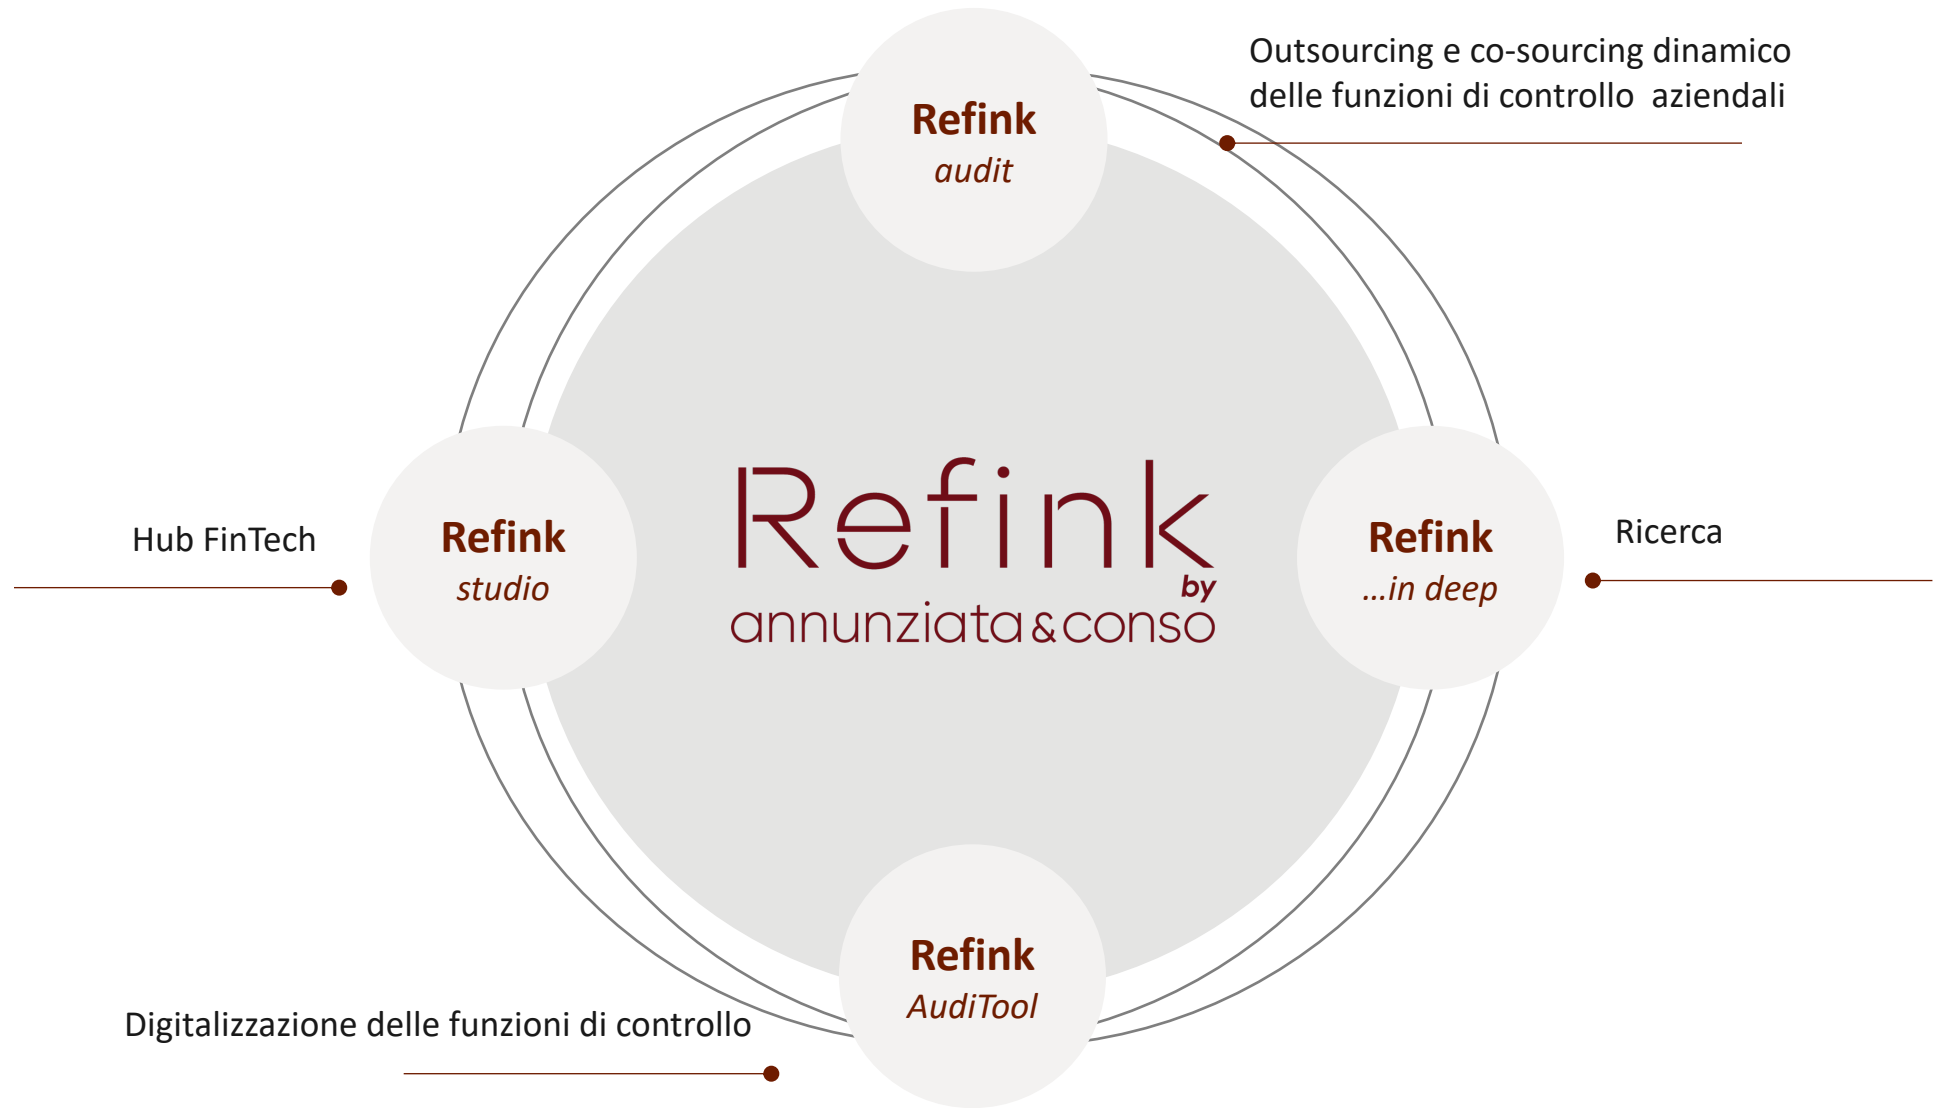 Outsourcing e co-sourcing dinamico
delle funzioni di controllo aziendali
Refink
audit
Hub FinTech
Refink
studio
Refink
by
annunziata&conso
Refink
...in deep
Ricerca
Refink
AudiTool
Digitalizzazione delle funzioni di controllo